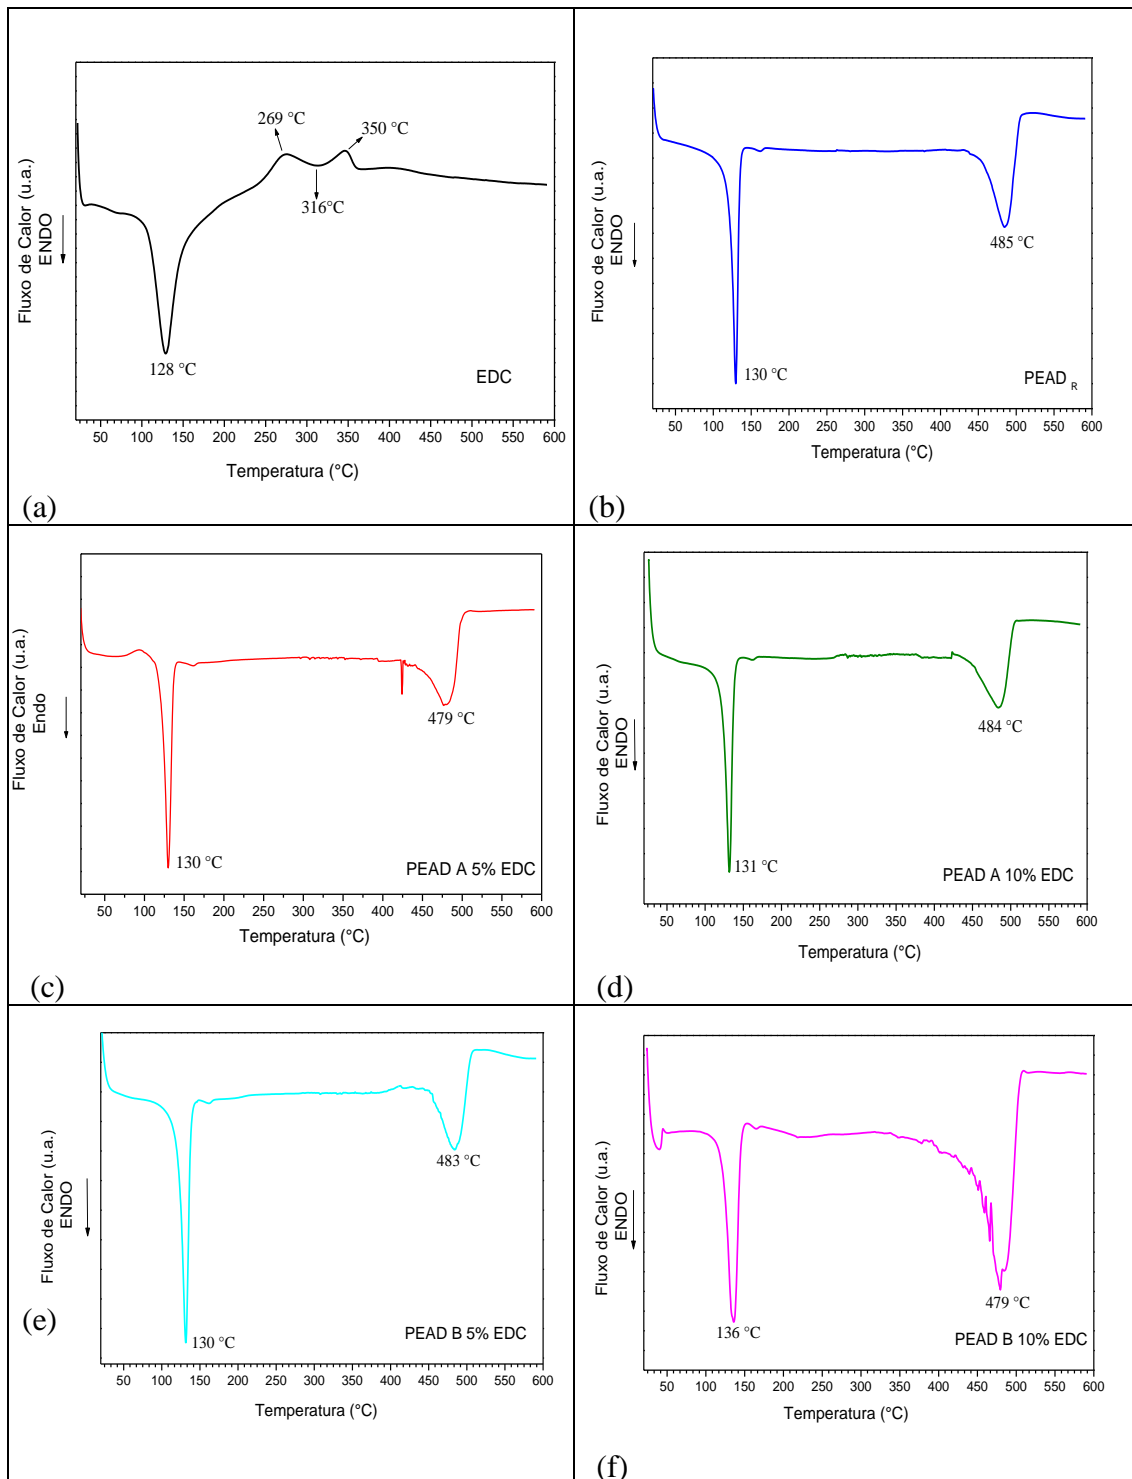 269 °C
350 °C
316°C
128 °C
EDC
Fluxo de Calor (u.a.)
ENDO
50 100 150 200 250 300 350 400 450 500 550 600
Temperatura (°C)
(a)
485 °C
130 °C
PEAD R
Fluxo de Calor (u.a.)
ENDO
50 100 150 200 250 300 350 400 450 500 550 600
Temperatura (°C)
(b)
479 °C
130 °C
PEAD A 5% EDC
Fluxo de Calor (u.a.)
Endo
50 100 150 200 250 300 350 400 450 500 550 600
Temperatura (°C)
(c)
484 °C
131 °C
PEAD A 10% EDC
Fluxo de Calor (u.a.)
ENDO
50 100 150 200 250 300 350 400 450 500 550 600
Temperatura (°C)
(d)
483 °C
130 °C
PEAD B 5% EDC
Fluxo de Calor (u.a.)
ENDO
50 100 150 200 250 300 350 400 450 500 550 600
Temperatura (°C)
(e)
479 °C
136 °C
PEAD B 10% EDC
Fluxo de Calor (u.a.)
ENDO
50 100 150 200 250 300 350 400 450 500 550 600
Temperatura (°C)
(f)